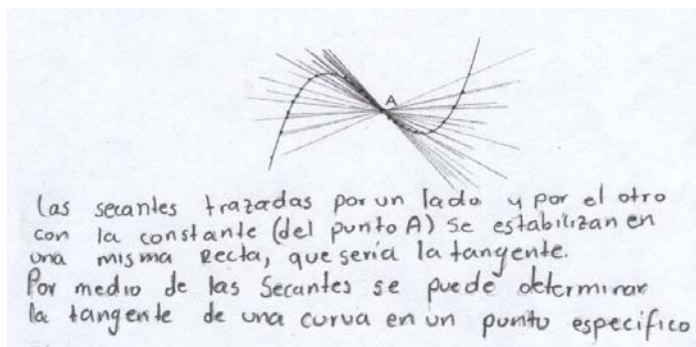 A
las secantes trazadas por un lado y por el otro
con la constante (del punto A) se estabilizan en
una misma recta, que sería la tangente.
Por medio de las secantes se puede determinar
la tangente de una curva en un punto específico